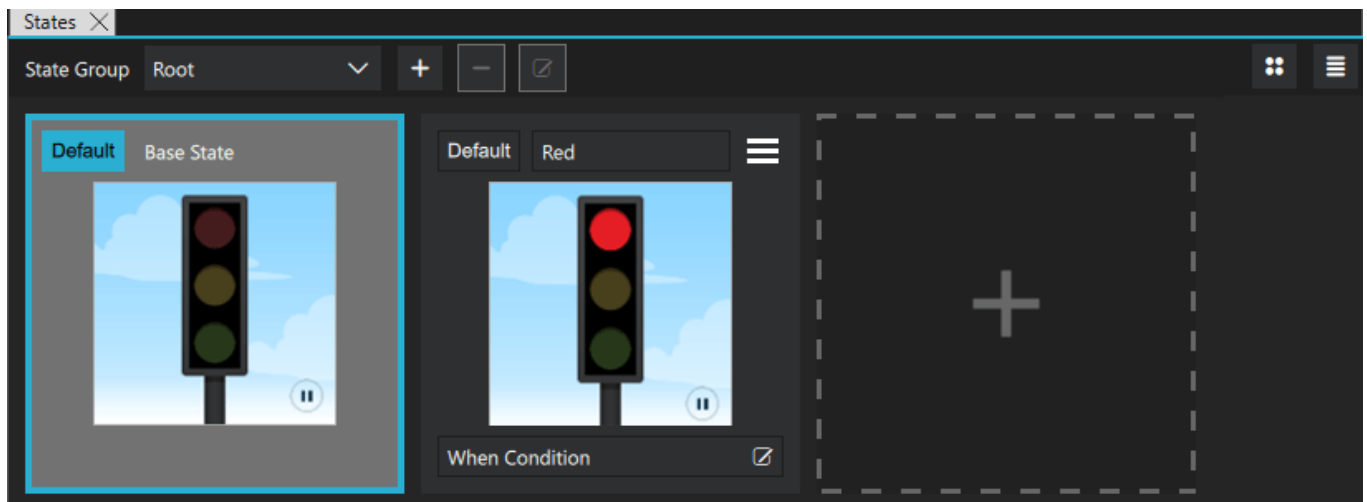 States
State Group Root
Default Base State
Default Red
When Condition